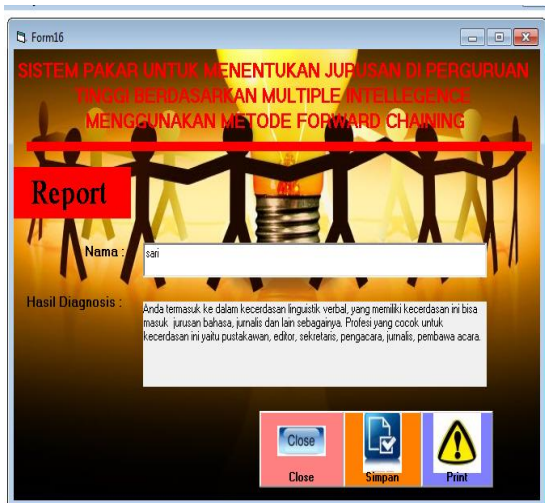 Form16
SISTEM PAKAR UNTUK MENENTUKAN JURUSAN DI PERGURUAN
TINGGI BERDASARKAN MULTIPLE INTELLEGENCE
MENGGUNAKAN METODE FORWARD CHAINING
Report
Nama :
sari
Hasil Diagnosis :
Anda termasuk ke dalam kecerdasan linguistik verbal, yang memiliki kecerdasan ini bisa
masuk jurusan bahasa, jurnalis dan lain sebagainya. Profesi yang cocok untuk
kecerdasan ini yaitu pustakawan, editor, sekretaris, pengacara, jurnalis, pembawa acara.
Close
Close
Simpan
Print